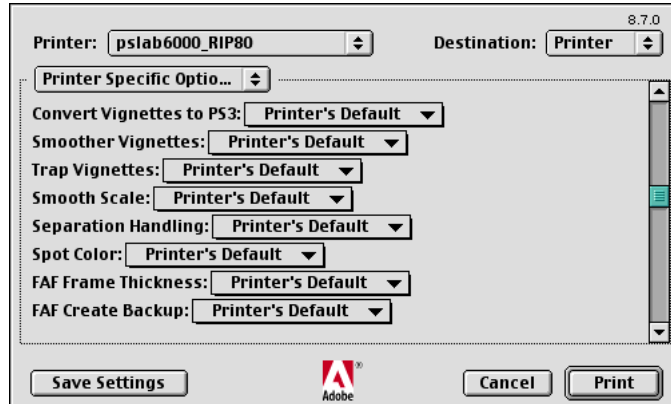 8.7.0
Printer: pslab6000_RIP80 Destination: Printer
Printer Specific Optio...
Convert Vignettes to PS3: Printer's Default
Smoother Vignettes: Printer's Default
Trap Vignettes: Printer's Default
Smooth Scale: Printer's Default
Separation Handling: Printer's Default
Spot Color: Printer's Default
FAF Frame Thickness: Printer's Default
FAF Create Backup: Printer's Default
Save Settings Adobe® Cancel Print